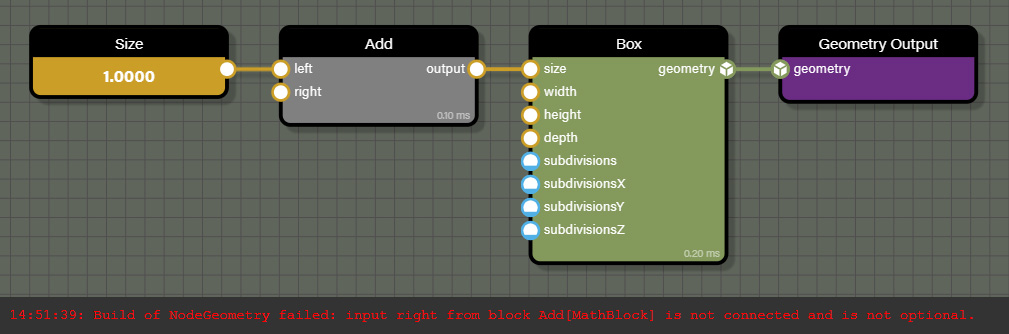 Size
1.0000
Add
left
output
right
0.10 ms
Box
size
geometry
width
height
depth
subdivisions
subdivisionsX
subdivisionsY
subdivisionsZ
0.20 ms
Geometry Output
geometry
14:51:39: Build of NodeGeometry failed: input right from block Add[MathBlock] is not connected and is not optional.